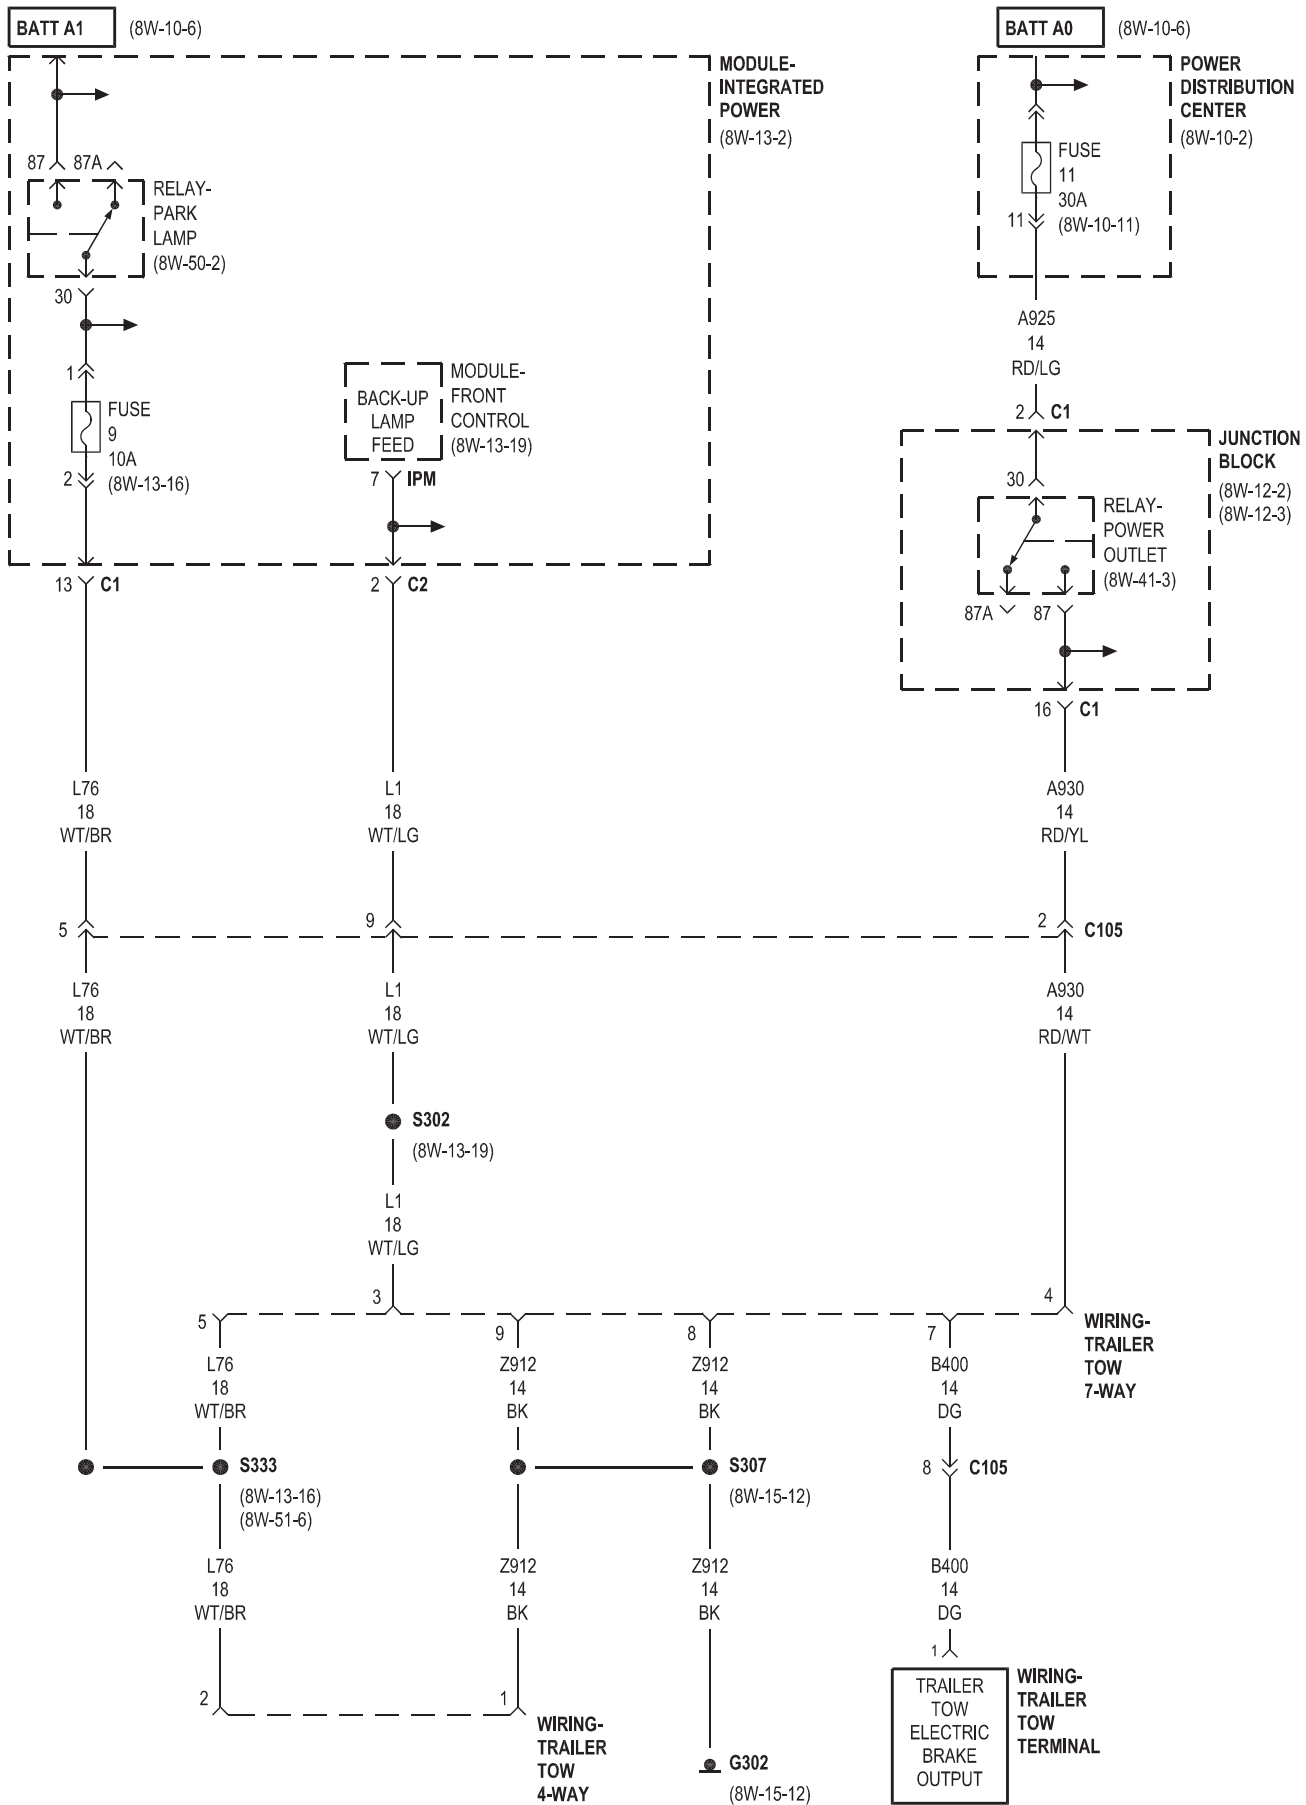 BATT A1
(8W-10-6)
BATT A0
(8W-10-6)
MODULE-
INTEGRATED
POWER
(8W-13-2)
POWER
DISTRIBUTION
CENTER
(8W-10-2)
87
87A
RELAY-
PARK
LAMP
(8W-50-2)
30
1
FUSE
9
10A
(8W-13-16)
2
BACK-UP
LAMP
FEED
MODULE-
FRONT
CONTROL
(8W-13-19)
7
IPM
FUSE
11
30A
(8W-10-11)
11
A925
14
RD/LG
2
C1
JUNCTION
BLOCK
(8W-12-2)
(8W-12-3)
30
RELAY-
POWER
OUTLET
(8W-41-3)
87A
87
13
C1
2
C2
16
C1
L76
18
WT/BR
L1
18
WT/LG
A930
14
RD/YL
5
9
2
C105
L76
18
WT/BR
L1
18
WT/LG
A930
14
RD/WT
S302
(8W-13-19)
L1
18
WT/LG
3
4
5
9
8
7
WIRING-
TRAILER
TOW
7-WAY
L76
18
WT/BR
Z912
14
BK
Z912
14
BK
B400
14
DG
S333
(8W-13-16)
(8W-51-6)
S307
(8W-15-12)
8
C105
L76
18
WT/BR
Z912
14
BK
Z912
14
BK
B400
14
DG
2
1
WIRING-
TRAILER
TOW
4-WAY
G302
(8W-15-12)
1
TRAILER
TOW
ELECTRIC
BRAKE
OUTPUT
WIRING-
TRAILER
TOW
TERMINAL